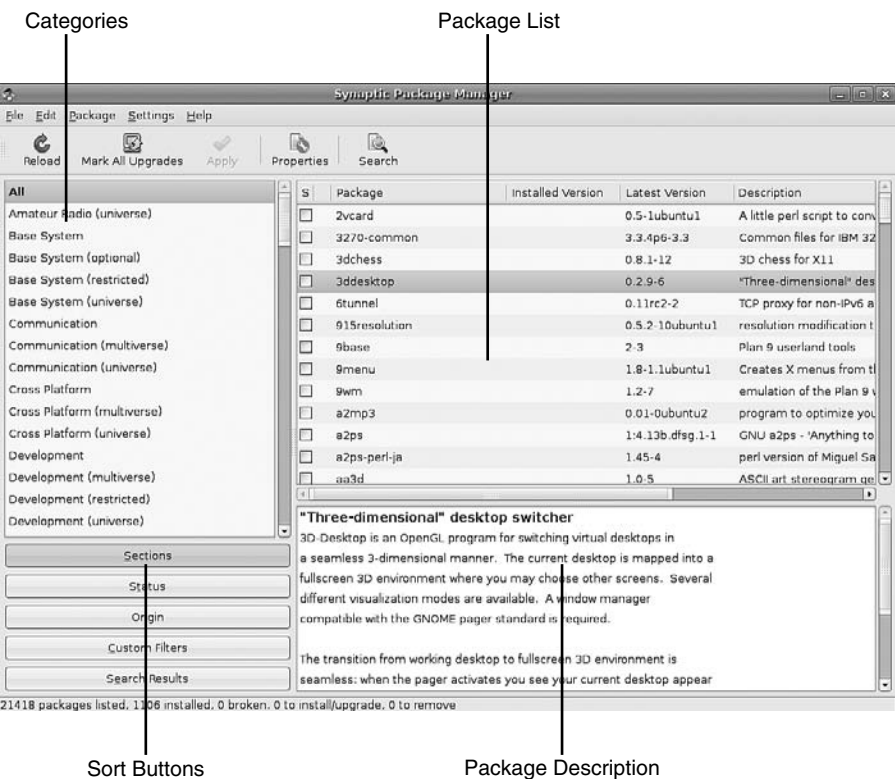 Categories
Package List
Synaptic Package Manager
File Edit Package Settings Help
Reload Mark All Upgrades Apply Properties Search
All
Amateur Radio (universe)
Base System
Base System (optional)
Base System (restricted)
Base System (universe)
Communication
Communication (multiverse)
Communication (universe)
Cross Platform
Cross Platform (multiverse)
Cross Platform (universe)
Development
Development (multiverse)
Development (restricted)
Development (universe)
Sections
Status
Origin
Custom Filters
Search Results
S Package Installed Version Latest Version Description
2vcard 0.5-1ubuntu1 A little perl script to conv
3270-common 3.3.4p6-3.3 Common files for IBM 32
3dchess 0.8.1-12 3D chess for X11
3ddesktop 0.2.9-6 "Three-dimensional" des
6tunnel 0.11rc2-2 TCP proxy for non-IPv6 a
915resolution 0.5.2-10ubuntu1 resolution modification t
9base 2-3 Plan 9 userland tools
9menu 1.8-1.1ubuntu1 Creates X menus from tl
9wm 1.2-7 emulation of the Plan 9 v
a2mp3 0.01-0ubuntu2 program to optimize you
a2ps 1:4.13b.dfsg.1-1 GNU a2ps - 'Anything to
a2ps-perl-ja 1.45-4 perl version of Miguel Sa
aa3d 1.0-5 ASCII art stereogram ge
"Three-dimensional" desktop switcher
3D-Desktop is an OpenGL program for switching virtual desktops in
a seamless 3-dimensional manner. The current desktop is mapped into a
fullscreen 3D environment where you may choose other screens. Several
different visualization modes are available. A window manager
compatible with the GNOME pager standard is required.
The transition from working desktop to fullscreen 3D environment is
seamless: when the pager activates you see your current desktop appear
21418 packages listed, 1106 installed, 0 broken. 0 to install/upgrade, 0 to remove
Sort Buttons
Package Description